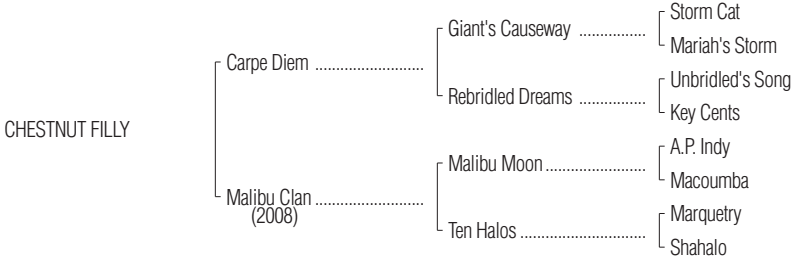 Storm Cat
Giant's Causeway ................
Mariah's Storm
Carpe Diem ..........................
Unbridled's Song
Rebridled Dreams ................
Key Cents
CHESTNUT FILLY
A.P. Indy
Malibu Moon ........................
Macoumba
Malibu Clan ..........................
(2008)
Marquetry
Ten Halos ..............................
Shahalo